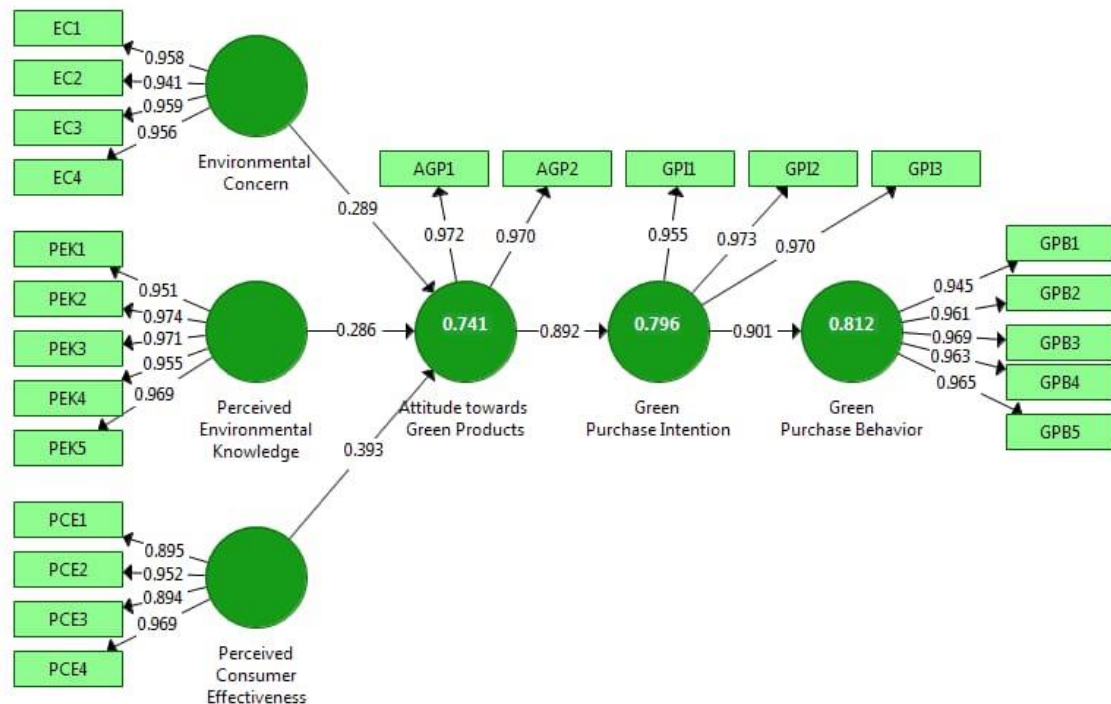 EC1
0.958
EC2
0.941
EC3
0.959
0.956
EC4
Environmental
Concern
0.289
AGP1
AGP2
GPI1
GPI2
GPI3
0.972
0.970
0.955
0.973
0.970
PEK1
0.951
PEK2
0.974
PEK3
0.971
0.955
PEK4
0.969
PEK5
Perceived
Environmental
Knowledge
0.286
0.741
0.892
0.796
0.901
0.812
Attitude towards
Green Products
Green
Purchase Intention
Green
Purchase Behavior
GPB1
0.945
GPB2
0.961
0.969
GPB3
0.963
GPB4
0.965
GPB5
0.393
PCE1
0.895
PCE2
0.952
0.894
PCE3
0.969
PCE4
Perceived
Consumer
Effectiveness